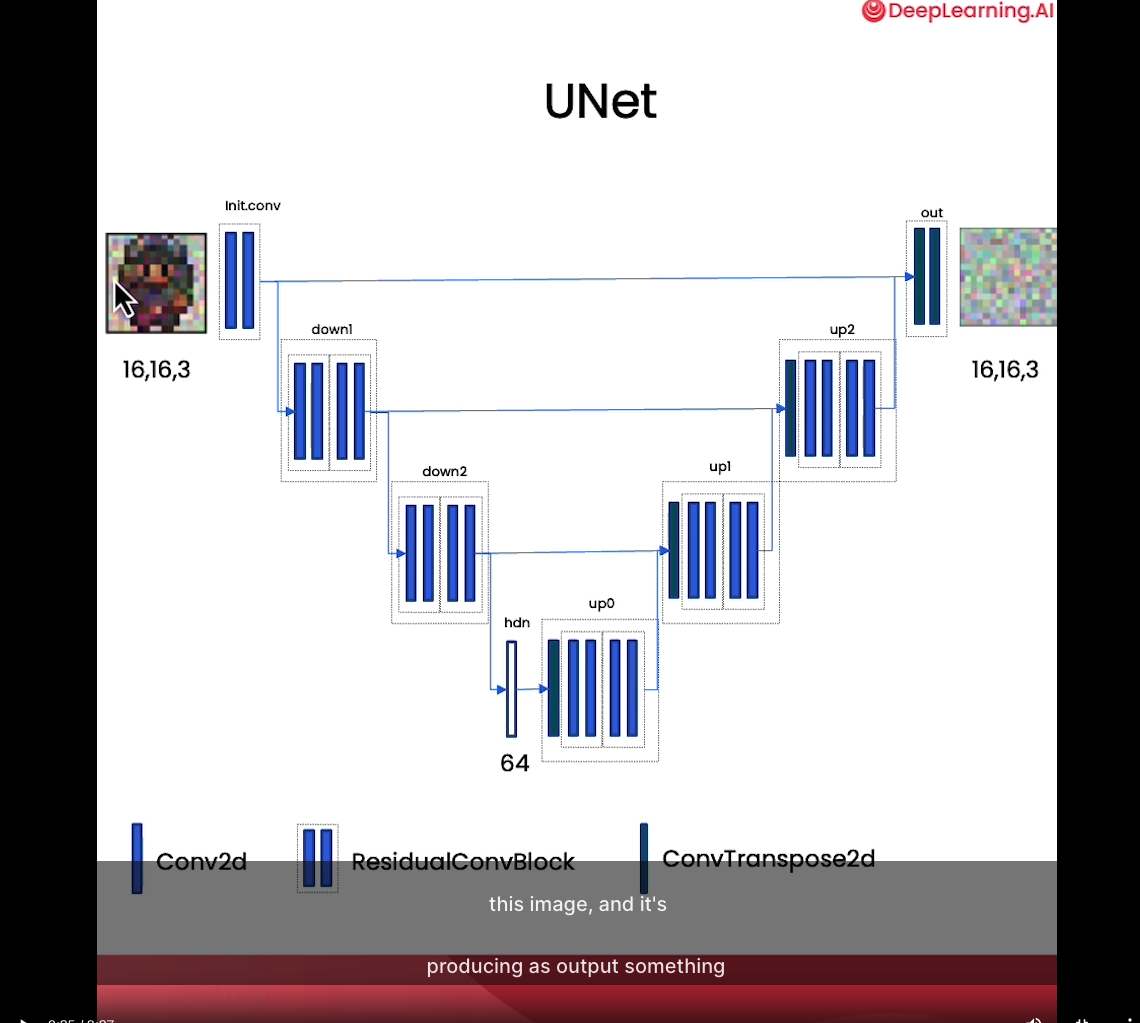 DeepLearning.AI
UNet
Init.conv
out
16,16,3
down1
up2
16,16,3
down2
up1
hdn
up0
64
Conv2d
ResidualConvBlock
ConvTranspose2d
this image, and it's
producing as output something